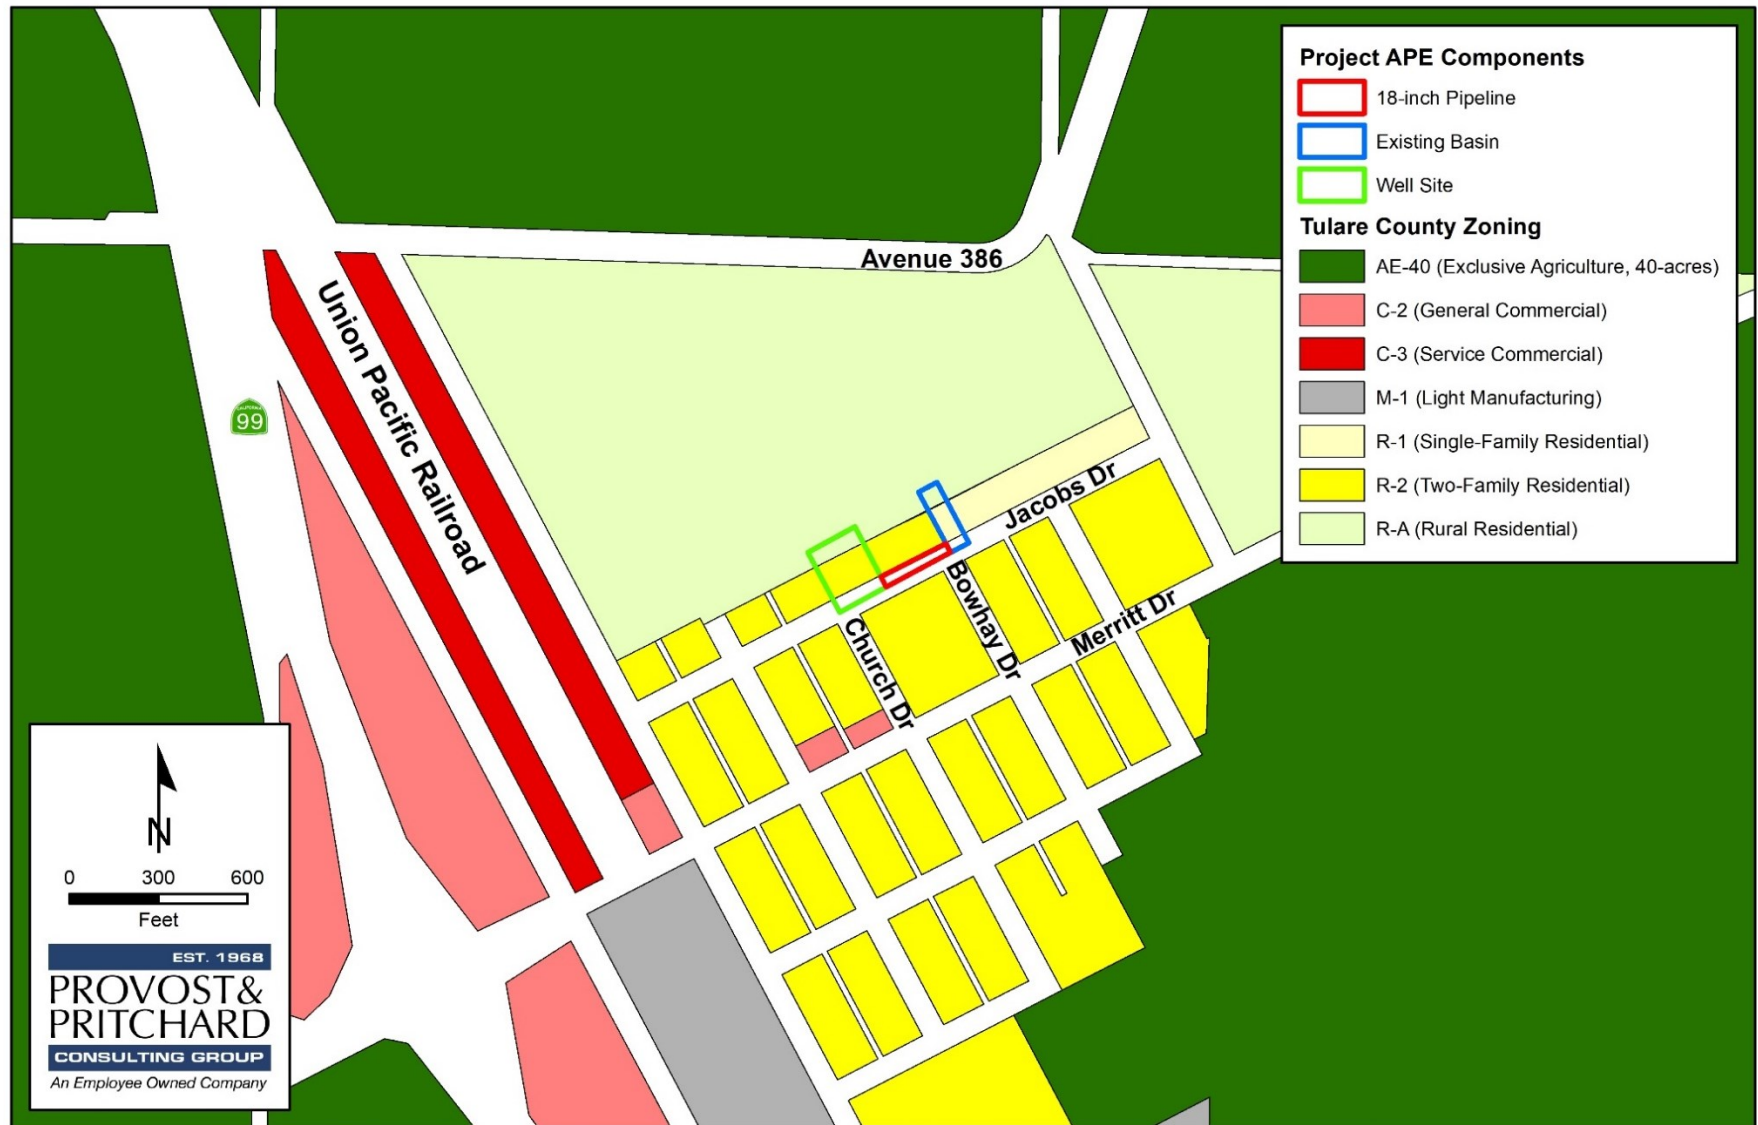 Project APE Components
18-inch Pipeline
Existing Basin
Well Site
Tulare County Zoning
AE-40 (Exclusive Agriculture, 40-acres)
C-2 (General Commercial)
C-3 (Service Commercial)
M-1 (Light Manufacturing)
R-1 (Single-Family Residential)
R-2 (Two-Family Residential)
R-A (Rural Residential)
Avenue 386
Union Pacific Railroad
CALIFORNIA
99
Jacobs Dr
Bowhay Dr
Merritt Dr
Church Dr
N
0 300 600
Feet
EST. 1968
PROVOST&
PRITCHARD
CONSULTING GROUP
An Employee Owned Company